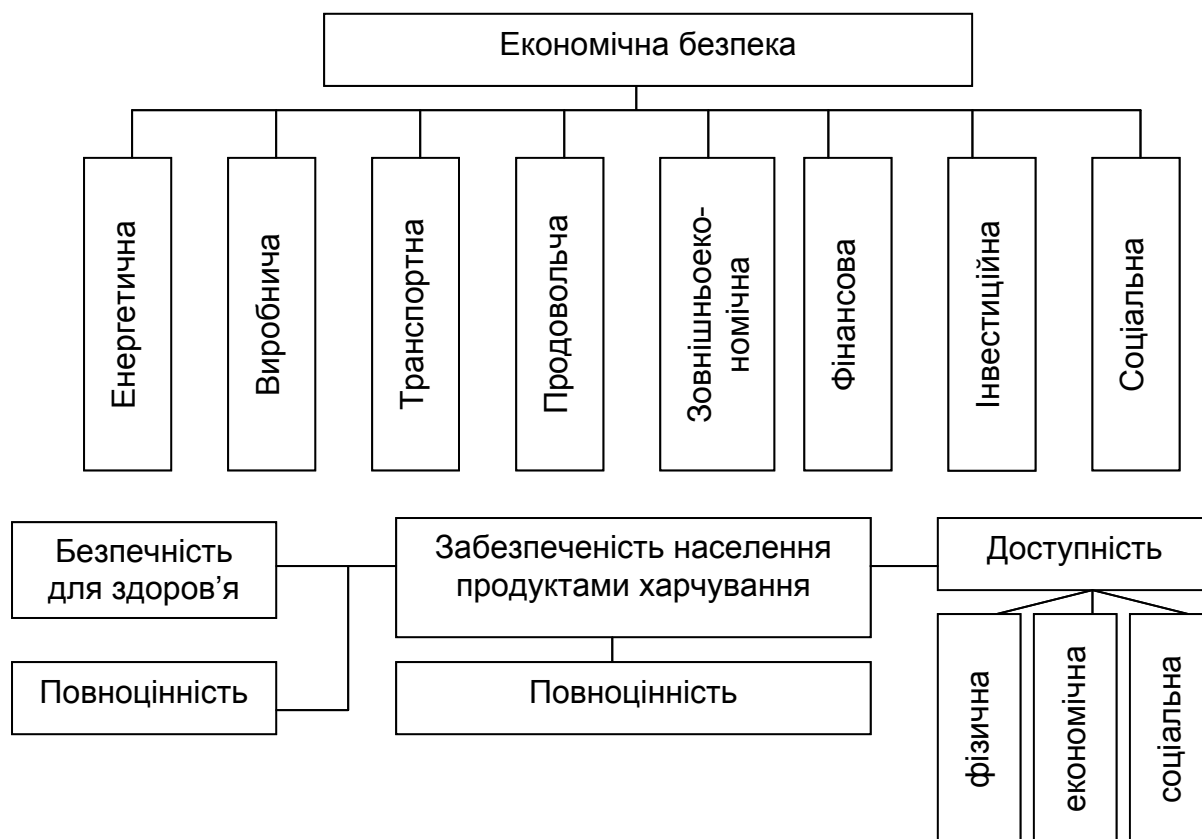 Економічна безпека
Енергетична
Виробнича
Транспортна
Продовольча
Зовнішньоеко-
номічна
Фінансова
Інвестиційна
Соціальна
Безпечність
для здоров’я
Забезпеченість населення
продуктами харчування
Доступність
Повноцінність
Повноцінність
фізична
економічна
соціальна